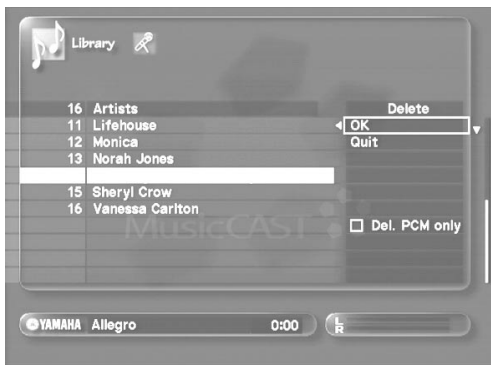 Library
16 Artists Delete
11 Lifehouse OK
12 Monica Quit
13 Norah Jones
15 Sheryl Crow
16 Vanessa Carlton
MusicCAST
Del. PCM only
YAMAHA Allegro 0:00 L
R